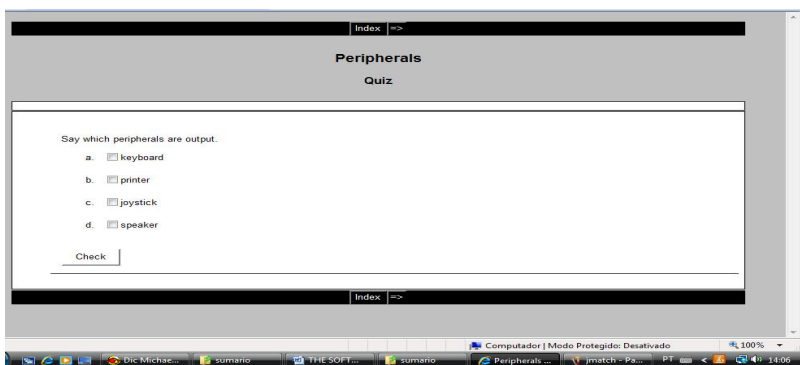 Index =>
Peripherals
Quiz
Say which peripherals are output.
a. keyboard
b. printer
c. joystick
d. speaker
Check
Index =>
Computador | Modo Protegido: Desativado 100%
Dic Michae... sumario THE SOFT... sumario Peripherals ... jmatch - Pa... PT 14:06